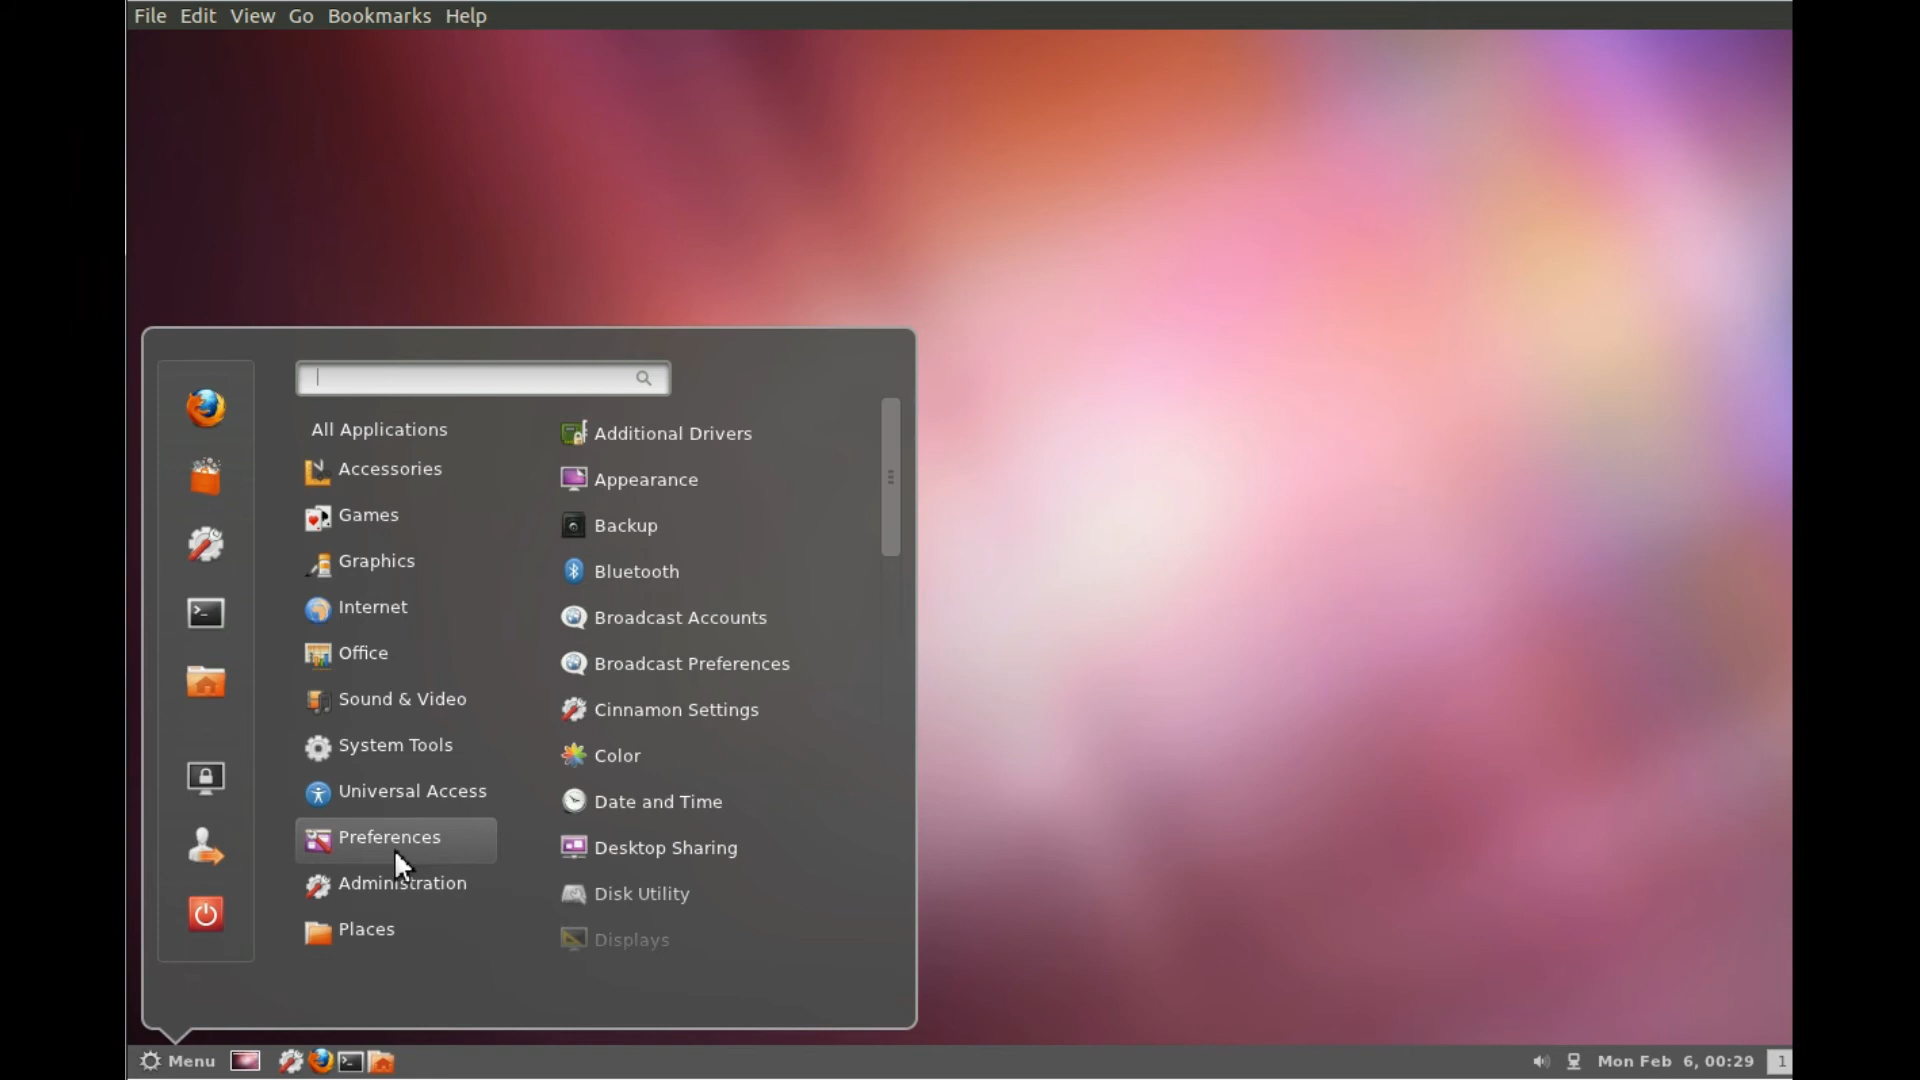 File Edit View Go Bookmarks Help
All Applications
Accessories
Games
Graphics
Internet
Office
Sound & Video
System Tools
Universal Access
Preferences
Administration
Places
Additional Drivers
Appearance
Backup
Bluetooth
Broadcast Accounts
Broadcast Preferences
Cinnamon Settings
Color
Date and Time
Desktop Sharing
Disk Utility
Displays
Menu
Mon Feb 6, 00:29
1